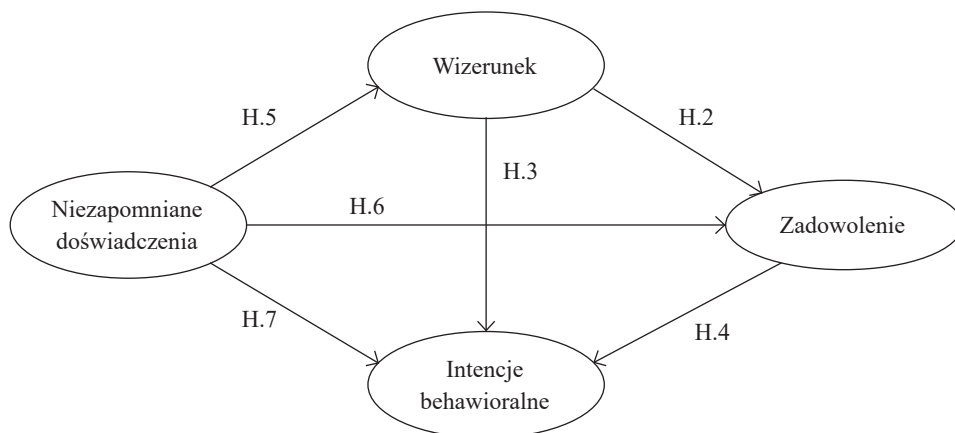 Wizerunek
H.5
H.2
H.3
Niezapomniane
doświadczenia
H.6
Zadowolenie
H.7
H.4
Intencje
behawioralne